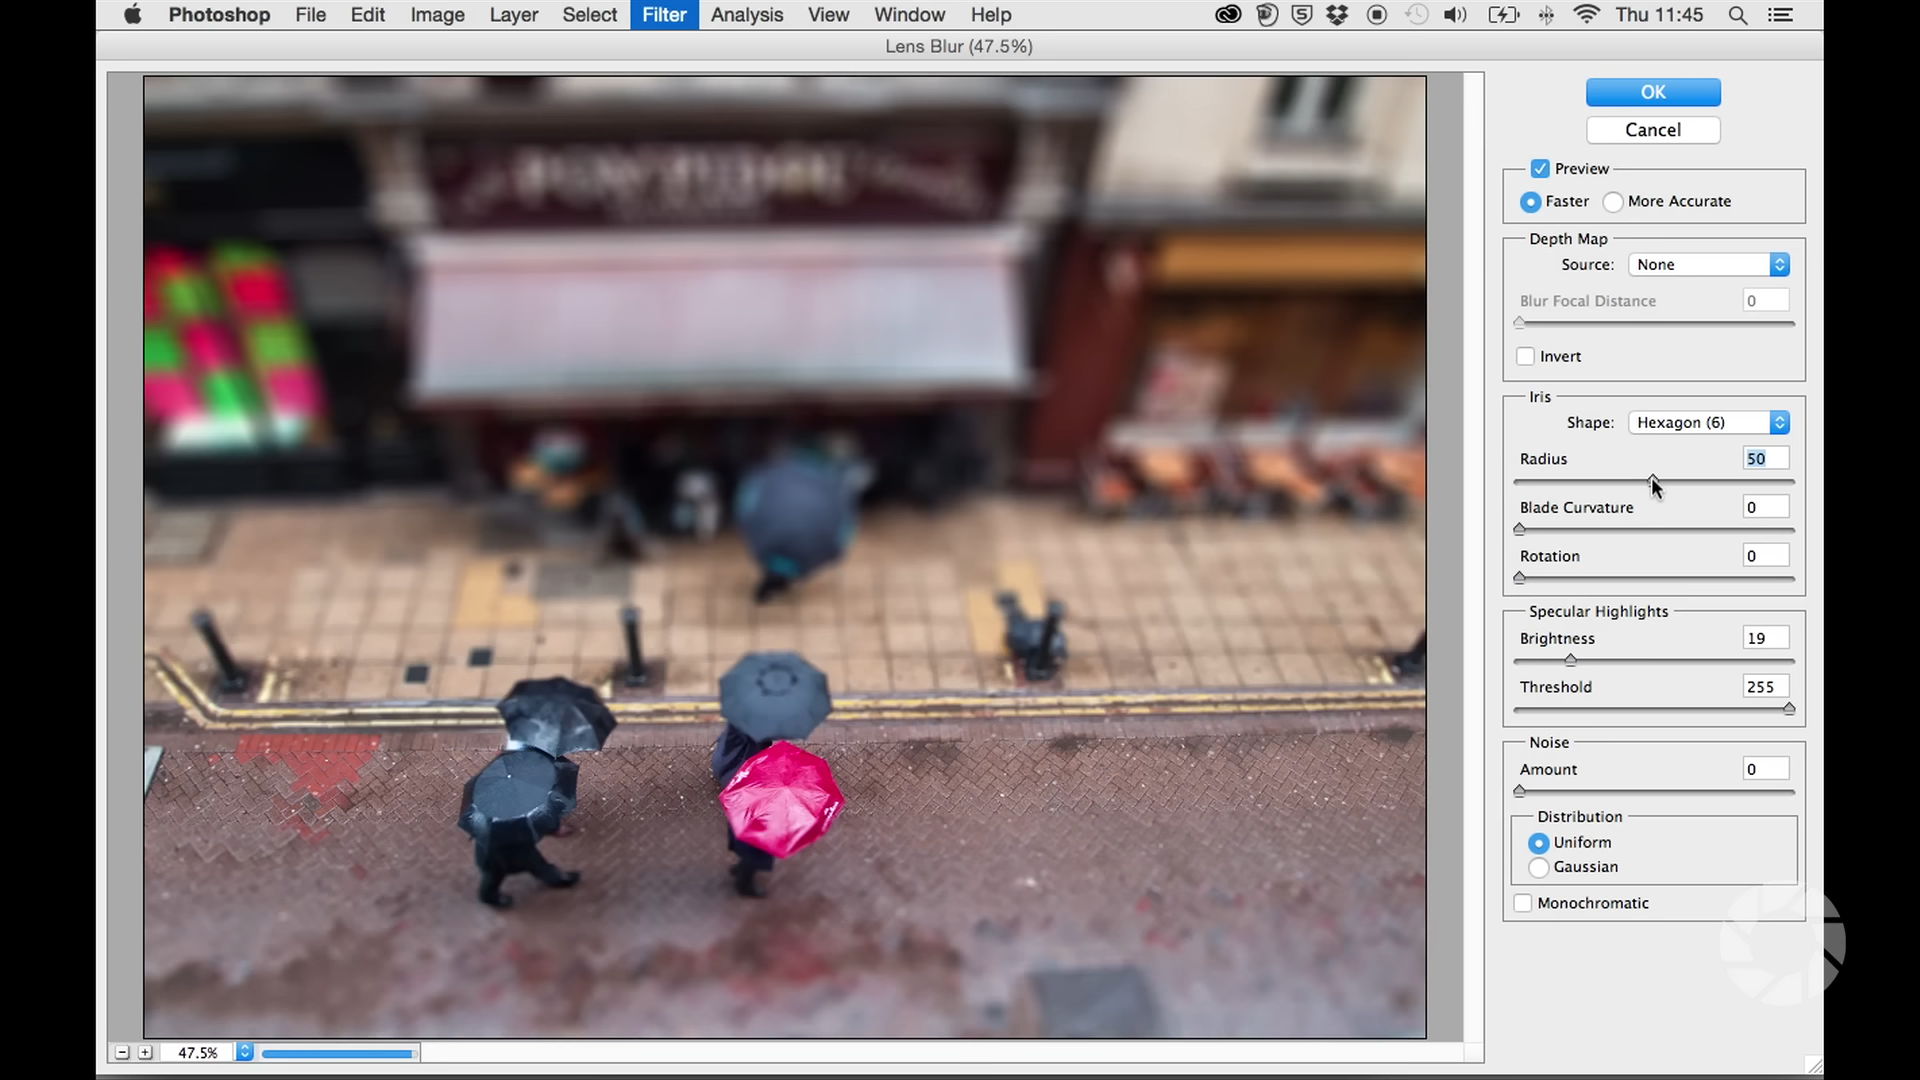 Photoshop File Edit Image Layer Select Filter Analysis View Window Help Thu 11:45
Lens Blur (47.5%)
OK
Cancel
Preview
Faster More Accurate
Depth Map
Source: None
Blur Focal Distance 0
Invert
Iris
Shape: Hexagon (6)
Radius 50
Blade Curvature 0
Rotation 0
Specular Highlights
Brightness 19
Threshold 255
Noise
Amount 0
Distribution
Uniform
Gaussian
Monochromatic
47.5%